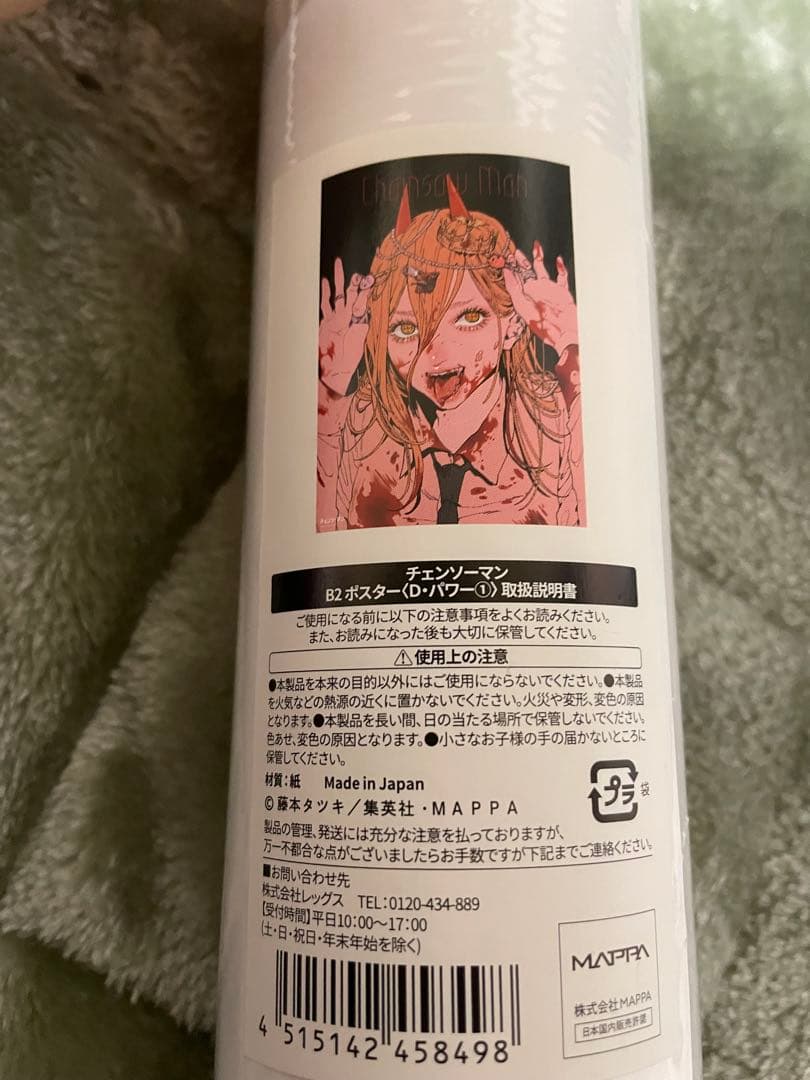 Chainsaw Man
チェンソーマン
B2 ポスター〈D・パワー①〉取扱説明書
ご使用になる前に以下の注意事項をよくお読みください。
また、お読みになった後も大切に保管してください。
⚠使用上の注意
●本製品を本来の目的以外にはご使用にならないでください。●本製品
を火気などの熱源の近くに置かないでください。火災や変形、変色の原因
となります。●本製品を長い間、日の当たる場所で保管しないでください。
色あせ、変色の原因となります。●小さなお子様の手の届かないところに
保管してください。
材質：紙 Made in Japan
©藤本タツキ／集英社・MAPPA
プラ 袋
製品の管理、発送には充分な注意を払っておりますが、
万一不都合な点がございましたらお手数ですが下記までご連絡ください。
■お問い合わせ先
株式会社レッグス TEL：0120-434-889
【受付時間】平日10：00～17：00
(土・日・祝日・年末年始を除く)
MAPPA
株式会社MAPPA
日本国内販売許諾
4 515142 458498